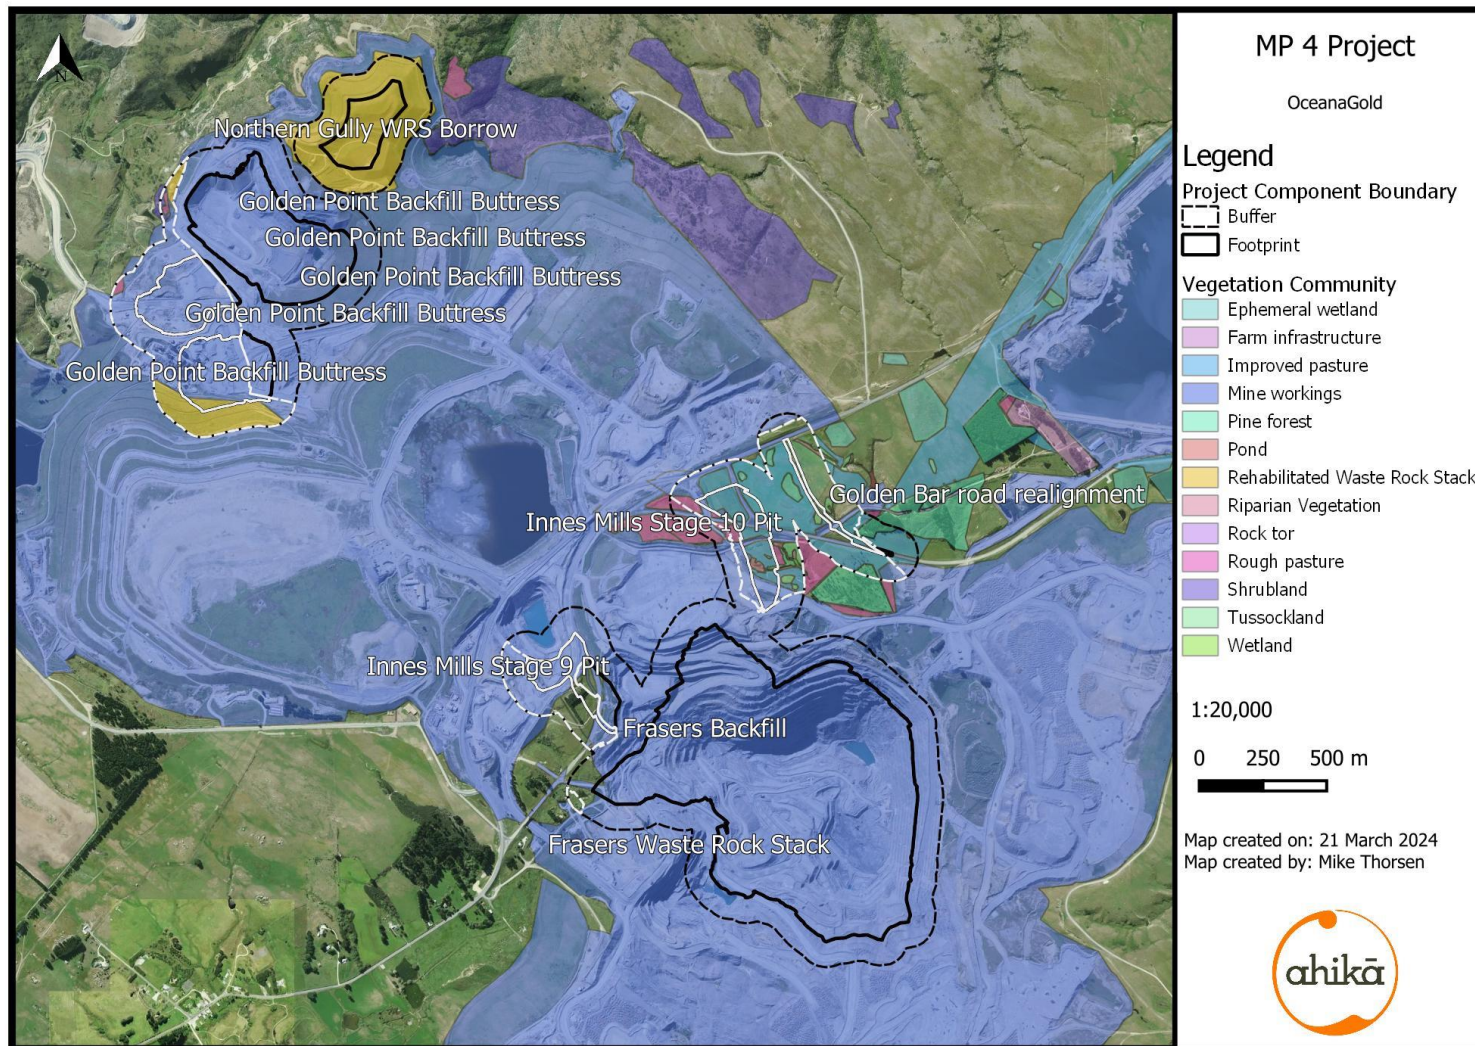 N
Northern Gully WRS Borrow
Golden Point Backfill Buttress
Golden Point Backfill Buttress
Golden Point Backfill Buttress
Golden Point Backfill Buttress
Golden Point Backfill Buttress
Golden Bar road realignment
Innes Mills Stage 10 Pit
Innes Mills Stage 9 Pit
Frasers Backfill
Frasers Waste Rock Stack
MP 4 Project
OceanaGold
Legend
Project Component Boundary
Buffer
Footprint
Vegetation Community
Ephemeral wetland
Farm infrastructure
Improved pasture
Mine workings
Pine forest
Pond
Rehabilitated Waste Rock Stack
Riparian Vegetation
Rock tor
Rough pasture
Shrubland
Tussockland
Wetland
1:20,000
0 250 500 m
Map created on: 21 March 2024
Map created by: Mike Thorsen
ahikā